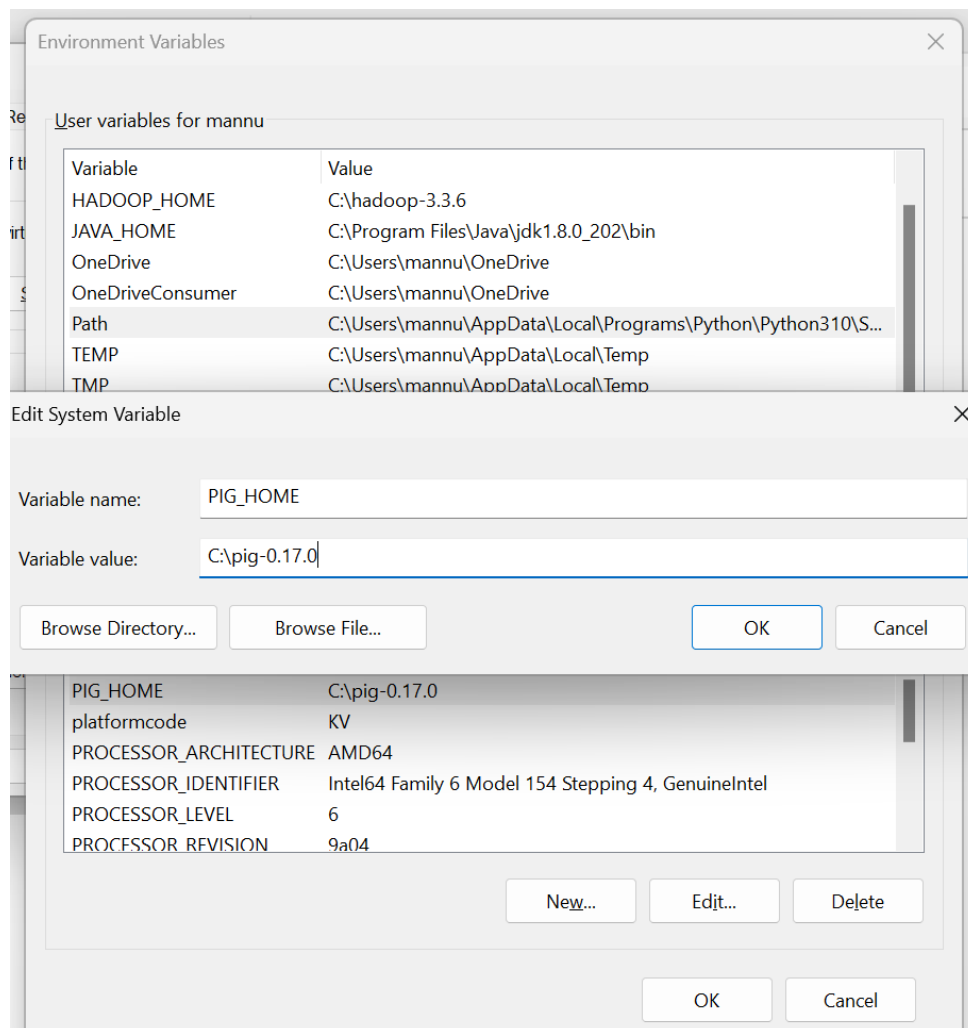 Environment Variables
Re
User variables for mannu
f th
Variable Value
HADOOP_HOME C:\hadoop-3.3.6
JAVA_HOME C:\Program Files\Java\jdk1.8.0_202\bin
virt
OneDrive C:\Users\mannu\OneDrive
OneDriveConsumer C:\Users\mannu\OneDrive
Path C:\Users\mannu\AppData\Local\Programs\Python\Python310\S...
TEMP C:\Users\mannu\AppData\Local\Temp
TMP C:\Users\mannu\AppData\Local\Temp
Edit System Variable
Variable name: PIG_HOME
Variable value: C:\pig-0.17.0
Browse Directory... Browse File... OK Cancel
PIG_HOME C:\pig-0.17.0
platformcode KV
PROCESSOR_ARCHITECTURE AMD64
PROCESSOR_IDENTIFIER Intel64 Family 6 Model 154 Stepping 4, GenuineIntel
PROCESSOR_LEVEL 6
PROCESSOR_REVISION 9a04
New... Edit... Delete
OK Cancel